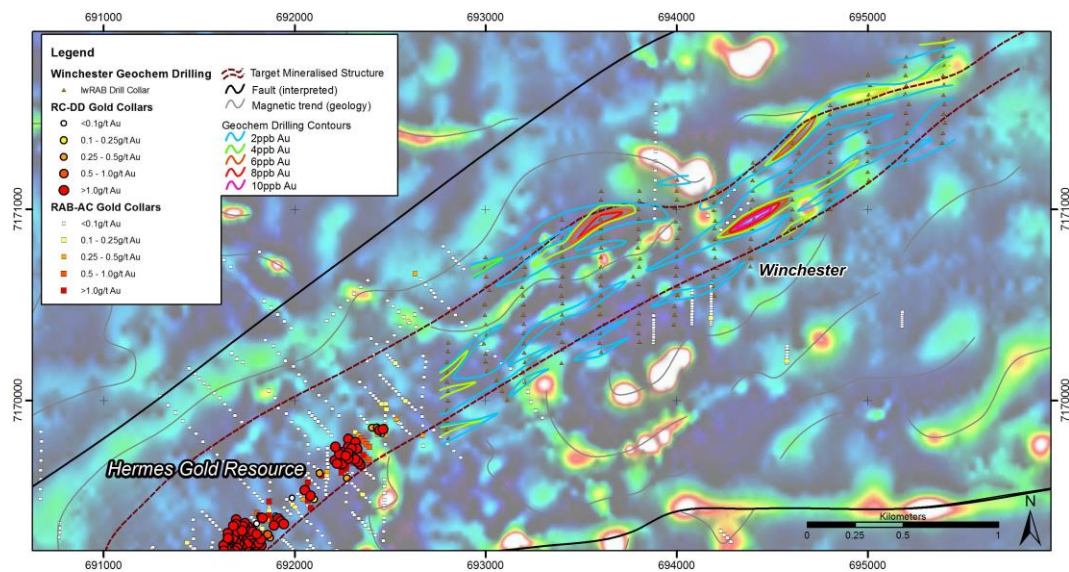 691000 692000 693000 694000 695000
Legend
Winchester Geochem Drilling
lwRAB Drill Collar
RC-DD Gold Collars
<0.1g/t Au
0.1 - 0.25g/t Au
0.25 - 0.5g/t Au
0.5 - 1.0g/t Au
>1.0g/t Au
RAB-AC Gold Collars
<0.1g/t Au
0.1 - 0.25g/t Au
0.25 - 0.5g/t Au
0.5 - 1.0g/t Au
>1.0g/t Au
Target Mineralised Structure
Fault (interpreted)
Magnetic trend (geology)
Geochem Drilling Contours
2ppb Au
4ppb Au
6ppb Au
8ppb Au
10ppb Au
7171000 7171000
Winchester
7170000 7170000
Hermes Gold Resource
N
Kilometers
0 0.25 0.5 1
691000 692000 693000 694000 695000